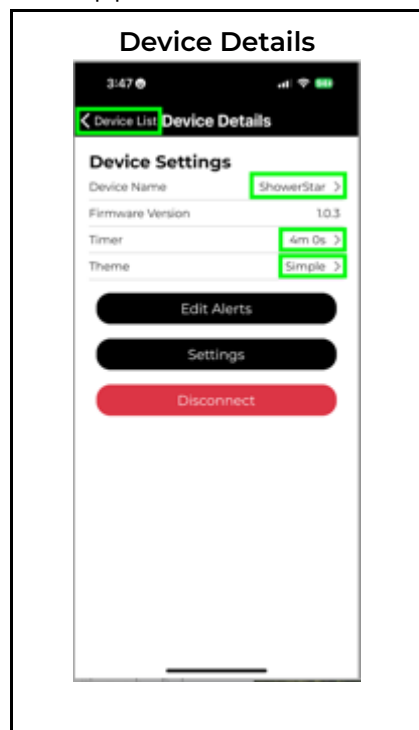 Device Details
3:47
< Device List Device Details
Device Settings
Device Name ShowerStar >
Firmware Version 1.0.3
Timer 4m 0s >
Theme Simple >
Edit Alerts
Settings
Disconnect